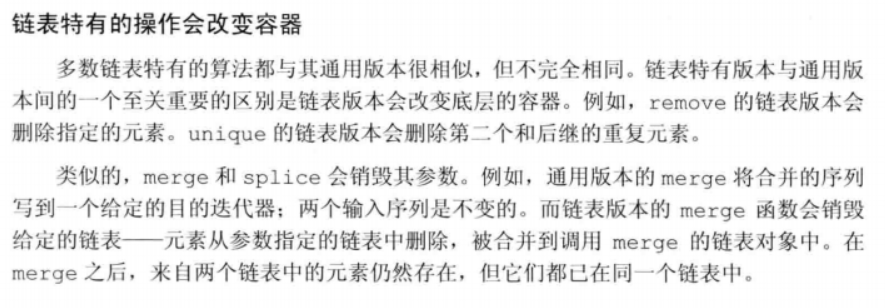 链表特有的操作会改变容器
多数链表特有的算法都与其通用版本很相似，但不完全相同。链表特有版本与通用版
本间的一个至关重要的区别是链表版本会改变底层的容器。例如，remove 的链表版本会
删除指定的元素。unique 的链表版本会删除第二个和后继的重复元素。
类似的，merge 和 splice 会销毁其参数。例如，通用版本的 merge 将合并的序列
写到一个给定的目的迭代器；两个输入序列是不变的。而链表版本的 merge 函数会销毁
给定的链表——元素从参数指定的链表中删除，被合并到调用 merge 的链表对象中。在
merge 之后，来自两个链表中的元素仍然存在，但它们都已在同一个链表中。